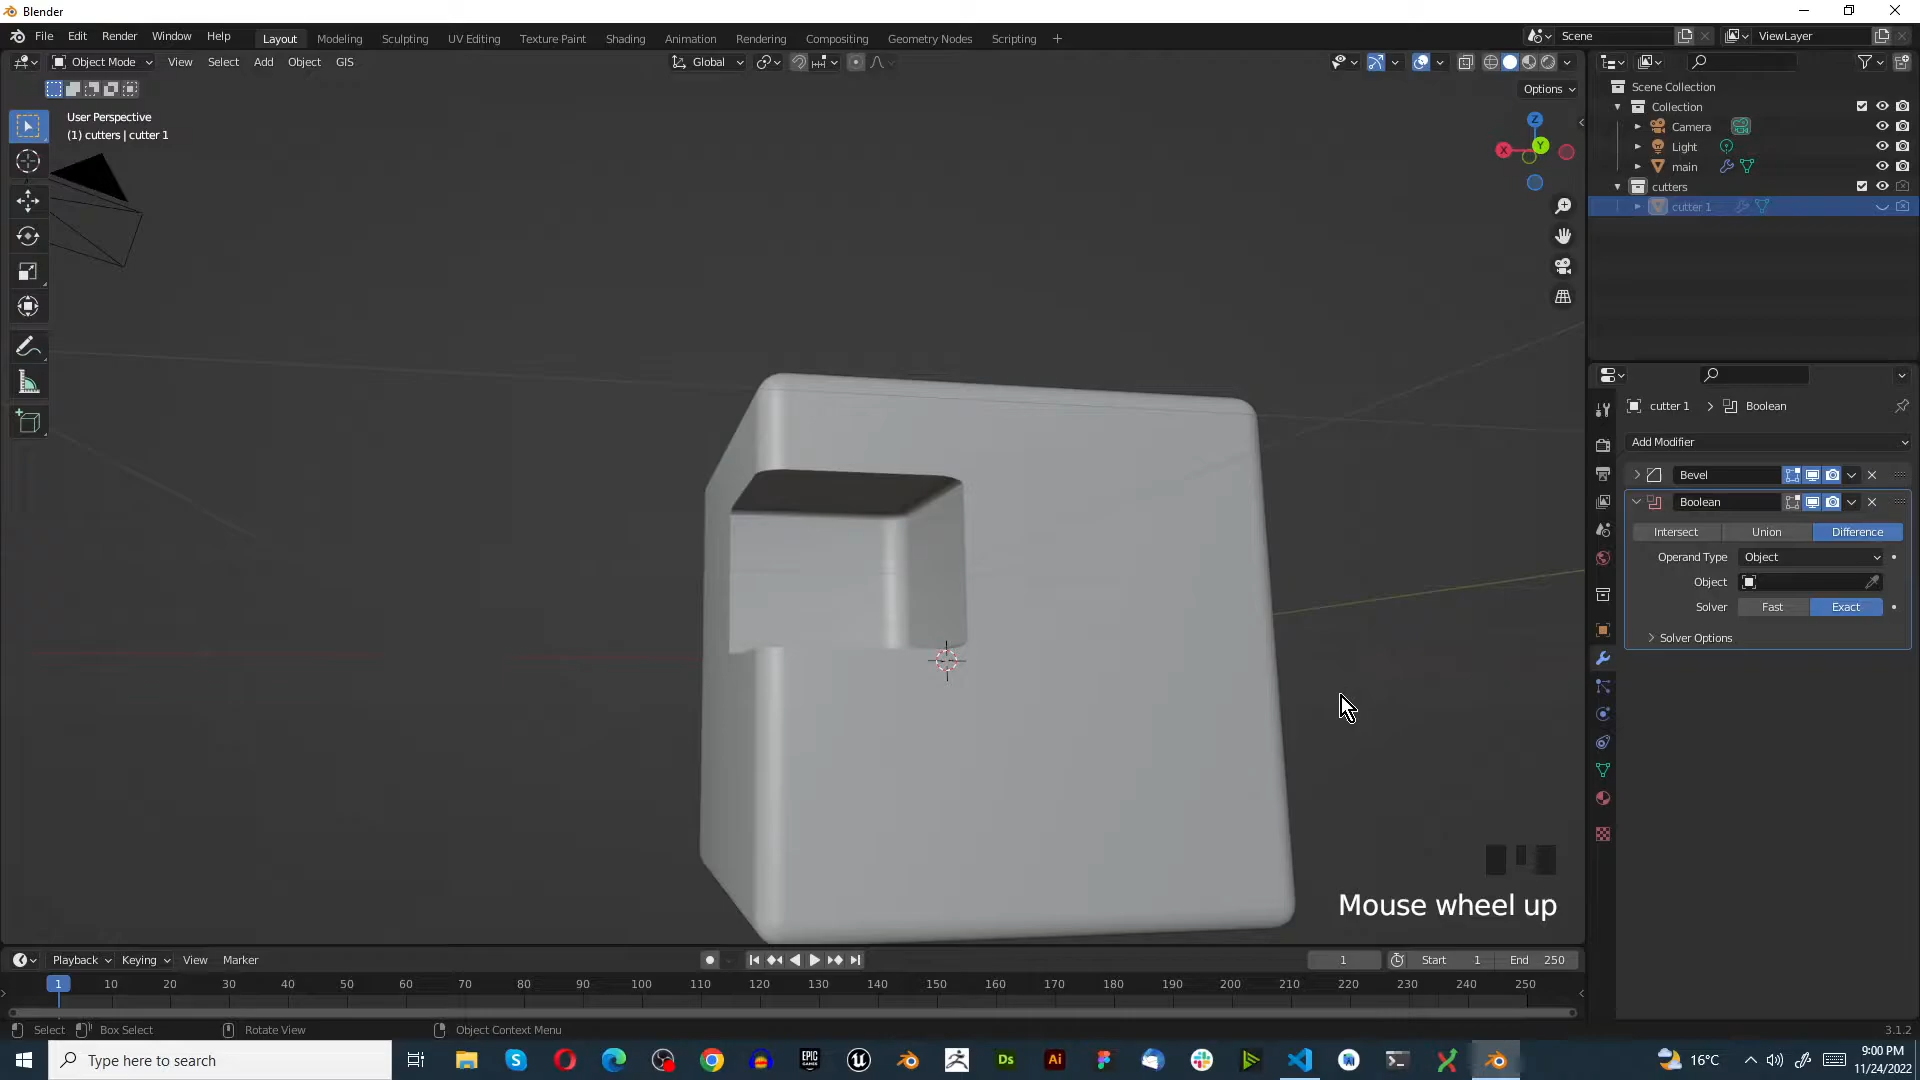 Blender
File Edit Render Window Help
Layout Modeling Sculpting UV Editing Texture Paint Shading Animation Rendering Compositing Geometry Nodes Scripting +
Scene
ViewLayer
Object Mode View Select Add Object GIS
Global
Options
User Perspective
(1) cutters | cutter 1
Z
Y
X
Scene Collection
Collection
Camera
Light
main
cutters
cutter 1
cutter 1 > Boolean
Add Modifier
Bevel
Boolean
Intersect Union Difference
Operand Type Object
Object
Solver Fast Exact
Solver Options
Mouse wheel up
Playback Keying View Marker
1
Start 1
End 250
1 10 20 30 40 50 60 70 80 90 100 110 120 130 140 150 160 170 180 190 200 210 220 230 240 250
Select Box Select Rotate View Object Context Menu
3.1.2
Type here to search
EPIC GAMES
Ds
Ai
16°C
9:00 PM
11/24/2022